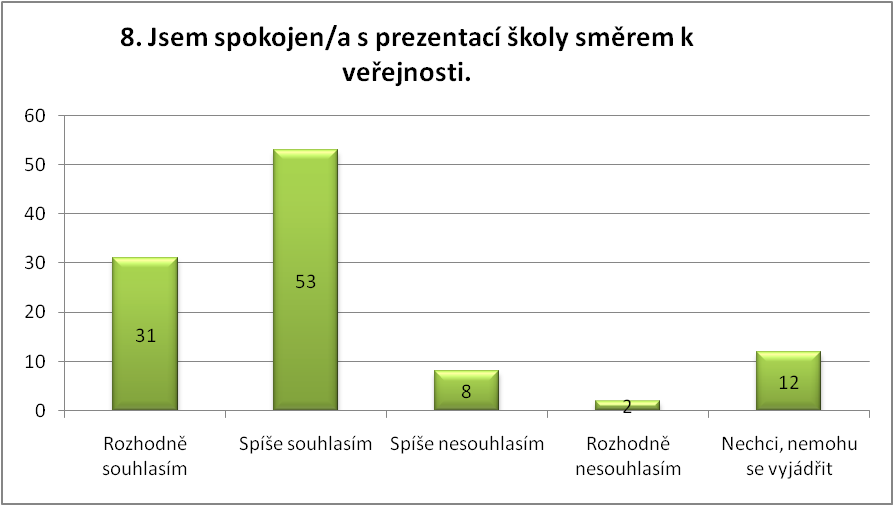 8. Jsem spokojen/a s prezentací školy směrem k
veřejnosti.
60
50
40
30
20
10
0
31
53
8
2
12
Rozhodně
souhlasím
Spíše souhlasím
Spíše nesouhlasím
Rozhodně
nesouhlasím
Nechci, nemohu
se vyjádřit